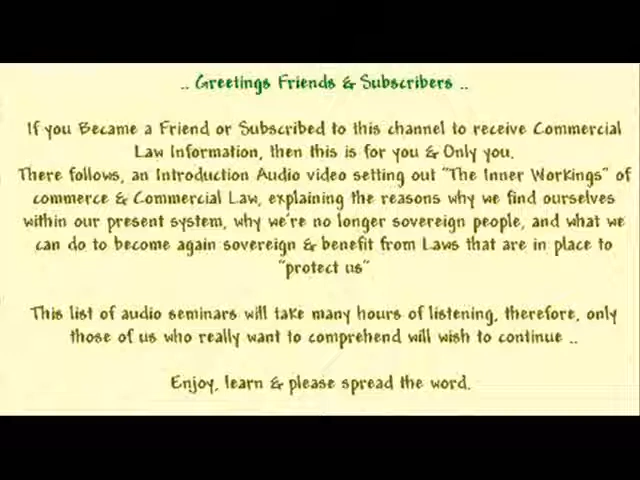 .. Greetings Friends & Subscribers ..
If you Became a Friend or Subscribed to this channel to receive Commercial
Law Information, then this is for you & Only you.
There follows, an Introduction Audio video setting out "The Inner Workings" of
commerce & Commercial Law, explaining the reasons why we find ourselves
within our present system, why we're no longer sovereign people, and what we
can do to become again sovereign & benefit from Laws that are in place to
"protect us"
This list of audio seminars will take many hours of listening, therefore, only
those of us who really want to comprehend will wish to continue ..
Enjoy, learn & please spread the word.